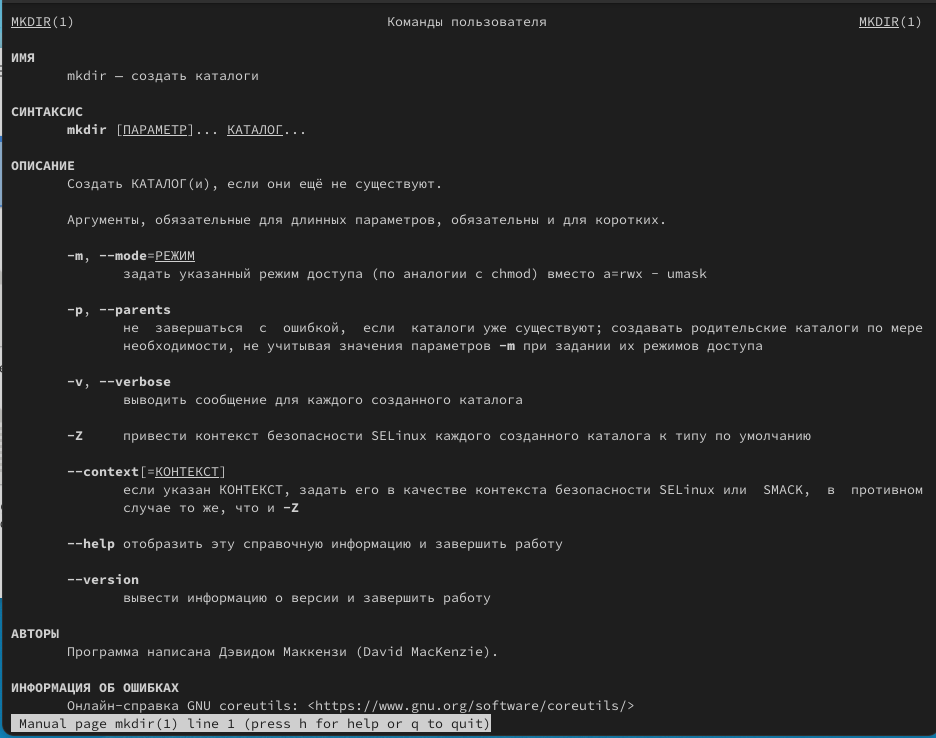 MKDIR(1) Команды пользователя MKDIR(1)
ИМЯ
mkdir — создать каталоги
СИНТАКСИС
mkdir [ПАРАМЕТР]... КАТАЛОГ...
ОПИСАНИЕ
Создать КАТАЛОГ(и), если они ещё не существуют.
Аргументы, обязательные для длинных параметров, обязательны и для коротких.
-m, --mode=РЕЖИМ
задать указанный режим доступа (по аналогии с chmod) вместо a=rwx - umask
-p, --parents
не завершаться с ошибкой, если каталоги уже существуют; создавать родительские каталоги по мере
необходимости, не учитывая значения параметров -m при задании их режимов доступа
-v, --verbose
выводить сообщение для каждого созданного каталога
-Z привести контекст безопасности SELinux каждого созданного каталога к типу по умолчанию
--context[=КОНТЕКСТ]
если указан КОНТЕКСТ, задать его в качестве контекста безопасности SELinux или SMACK, в противном
случае то же, что и -Z
--help отобразить эту справочную информацию и завершить работу
--version
вывести информацию о версии и завершить работу
АВТОРЫ
Программа написана Дэвидом Маккензи (David MacKenzie).
ИНФОРМАЦИЯ ОБ ОШИБКАХ
Онлайн-справка GNU coreutils: <https://www.gnu.org/software/coreutils/>
Manual page mkdir(1) line 1 (press h for help or q to quit)